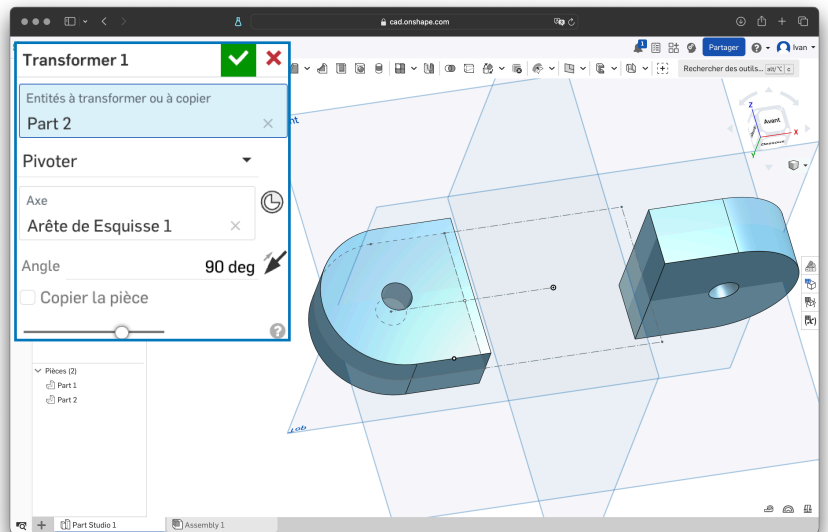 cad.onshape.com
Partager
Ivan
Rechercher des outils...
alt/⌥ c
Transformer 1
Entités à transformer ou à copier
Part 2
Pivoter
Axe
Arête de Esquisse 1
Angle
90 deg
Copier la pièce
Pièces (2)
Part 1
Part 2
nt
Z
Avant
X
Y
Part Studio 1
Assembly 1